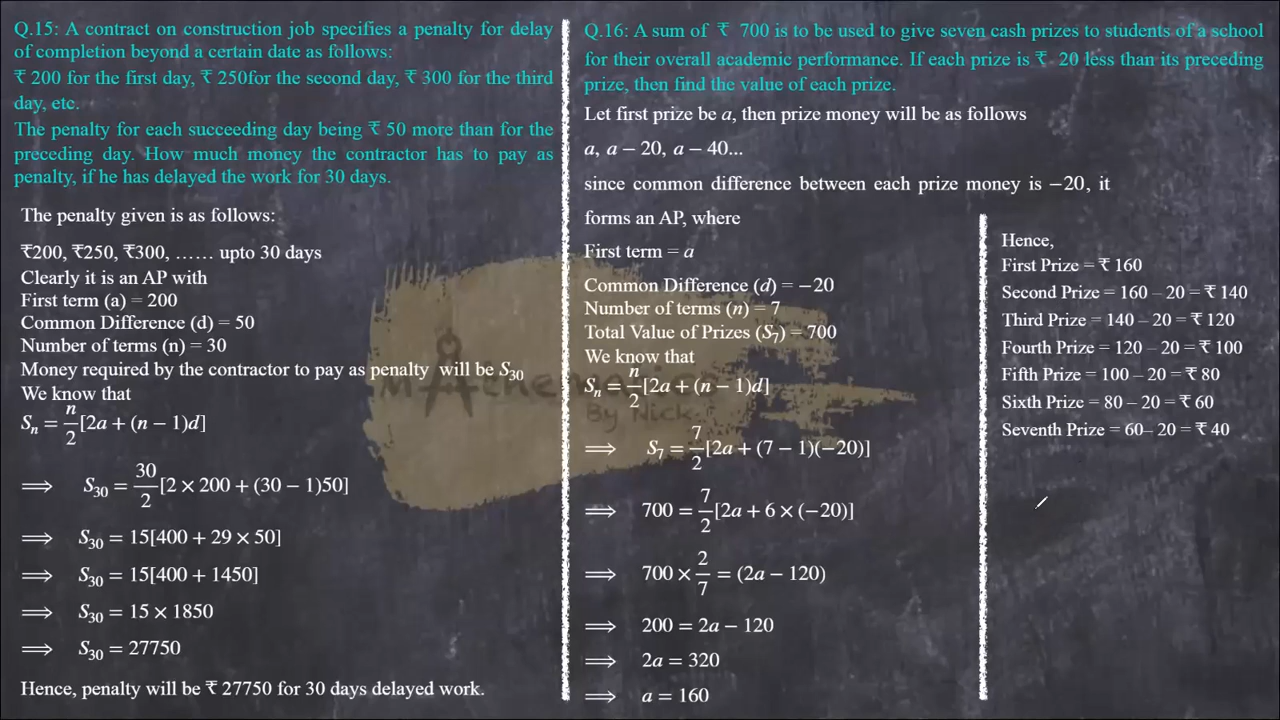 Q.15: A contract on construction job specifies a penalty for delay
of completion beyond a certain date as follows:
₹ 200 for the first day, ₹ 250for the second day, ₹ 300 for the third
day, etc.
The penalty for each succeeding day being ₹ 50 more than for the
preceding day. How much money the contractor has to pay as
penalty, if he has delayed the work for 30 days.
The penalty given is as follows:
₹200, ₹250, ₹300, …… upto 30 days
Clearly it is an AP with
First term (a) = 200
Common Difference (d) = 50
Number of terms (n) = 30
Money required by the contractor to pay as penalty will be S₃₀
We know that
Sₙ = n/2[2a + (n − 1)d]
⟹ S₃₀ = 30/2[2 × 200 + (30 − 1)50]
⟹ S₃₀ = 15[400 + 29 × 50]
⟹ S₃₀ = 15[400 + 1450]
⟹ S₃₀ = 15 × 1850
⟹ S₃₀ = 27750
Hence, penalty will be ₹ 27750 for 30 days delayed work.
Q.16: A sum of ₹ 700 is to be used to give seven cash prizes to students of a school
for their overall academic performance. If each prize is ₹ 20 less than its preceding
prize, then find the value of each prize.
Let first prize be a, then prize money will be as follows
a, a − 20, a − 40...
since common difference between each prize money is −20, it
forms an AP, where
First term = a
Common Difference (d) = −20
Number of terms (n) = 7
Total Value of Prizes (S₇) = 700
We know that
Sₙ = n/2[2a + (n − 1)d]
⟹ S₇ = 7/2[2a + (7 − 1)(−20)]
⟹ 700 = 7/2[2a + 6 × (−20)]
⟹ 700 × 2/7 = (2a − 120)
⟹ 200 = 2a − 120
⟹ 2a = 320
⟹ a = 160
Hence,
First Prize = ₹ 160
Second Prize = 160 – 20 = ₹ 140
Third Prize = 140 – 20 = ₹ 120
Fourth Prize = 120 – 20 = ₹ 100
Fifth Prize = 100 – 20 = ₹ 80
Sixth Prize = 80 – 20 = ₹ 60
Seventh Prize = 60– 20 = ₹ 40
By Nick